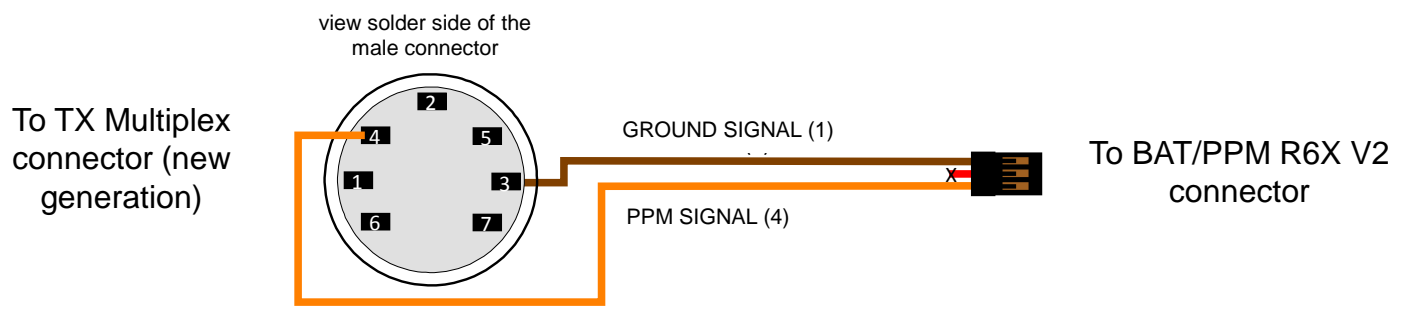 view solder side of the
male connector
To TX Multiplex
connector (new
generation)
2
4
5
1
3
6
7
GROUND SIGNAL (1)
X
PPM SIGNAL (4)
To BAT/PPM R6X V2
connector